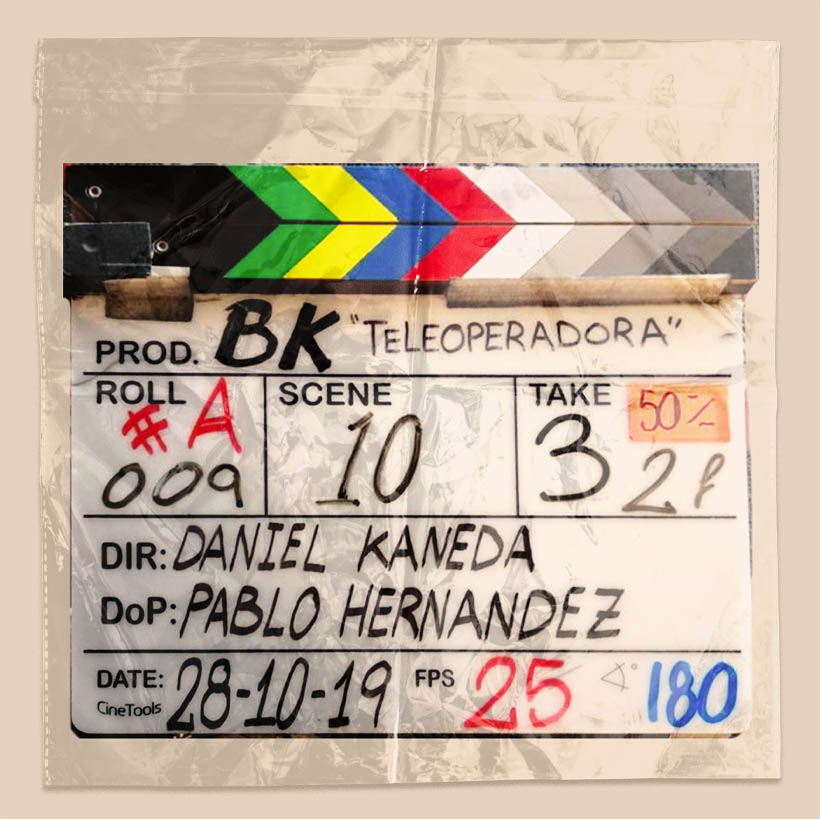 PROD. BK "TELEOPERADORA"
ROLL SCENE TAKE 50%
#A
009 10 3 2f
DIR: DANIEL KANEDA
DoP: PABLO HERNANDEZ
DATE: 28-10-19 FPS 25 180
CineTools